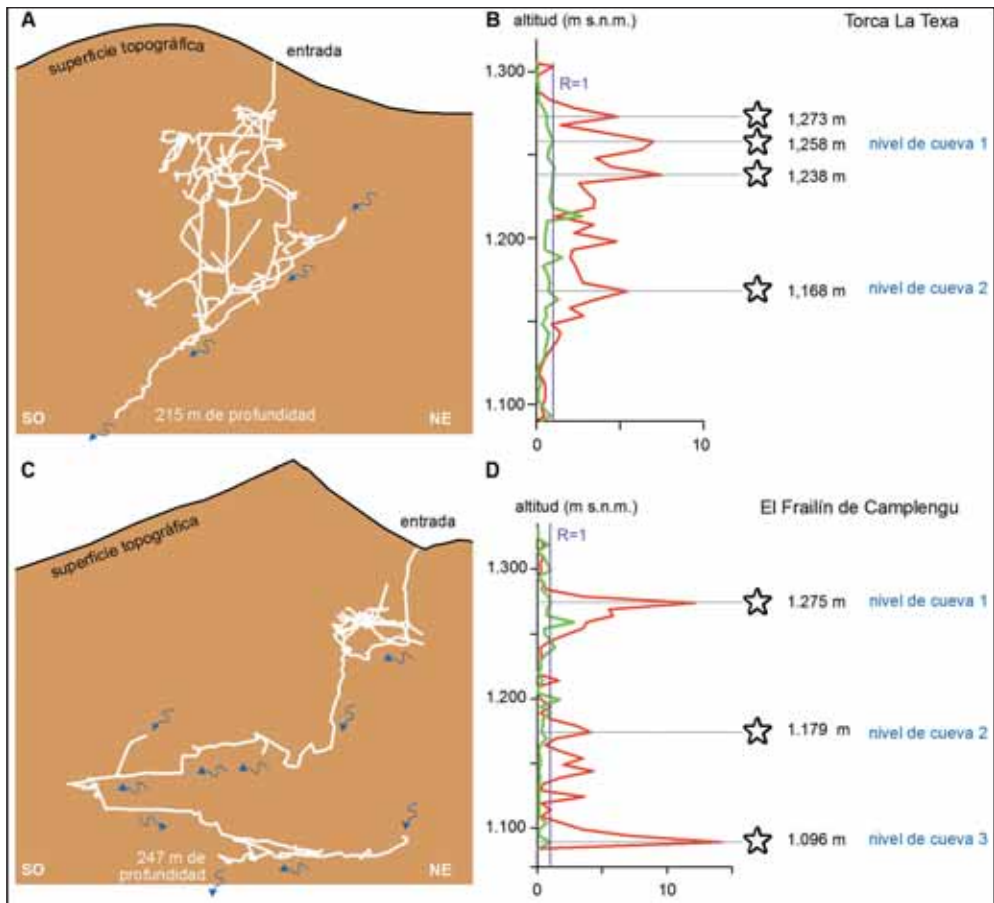 A
superficie topográfica
entrada
SO
215 m de profundidad
NE
B
altitud (m s.n.m.)
Torca La Texa
1.300
R=1
1,273 m
1,258 m
nivel de cueva 1
1,238 m
1.200
1,168 m
nivel de cueva 2
1.100
0
10
C
superficie topográfica
entrada
SO
247 m de
profundidad
NE
D
altitud (m s.n.m.)
El Frailín de Camplengu
R=1
1.300
1.275 m
nivel de cueva 1
1.200
1.179 m
nivel de cueva 2
1.100
1.096 m
nivel de cueva 3
0
10